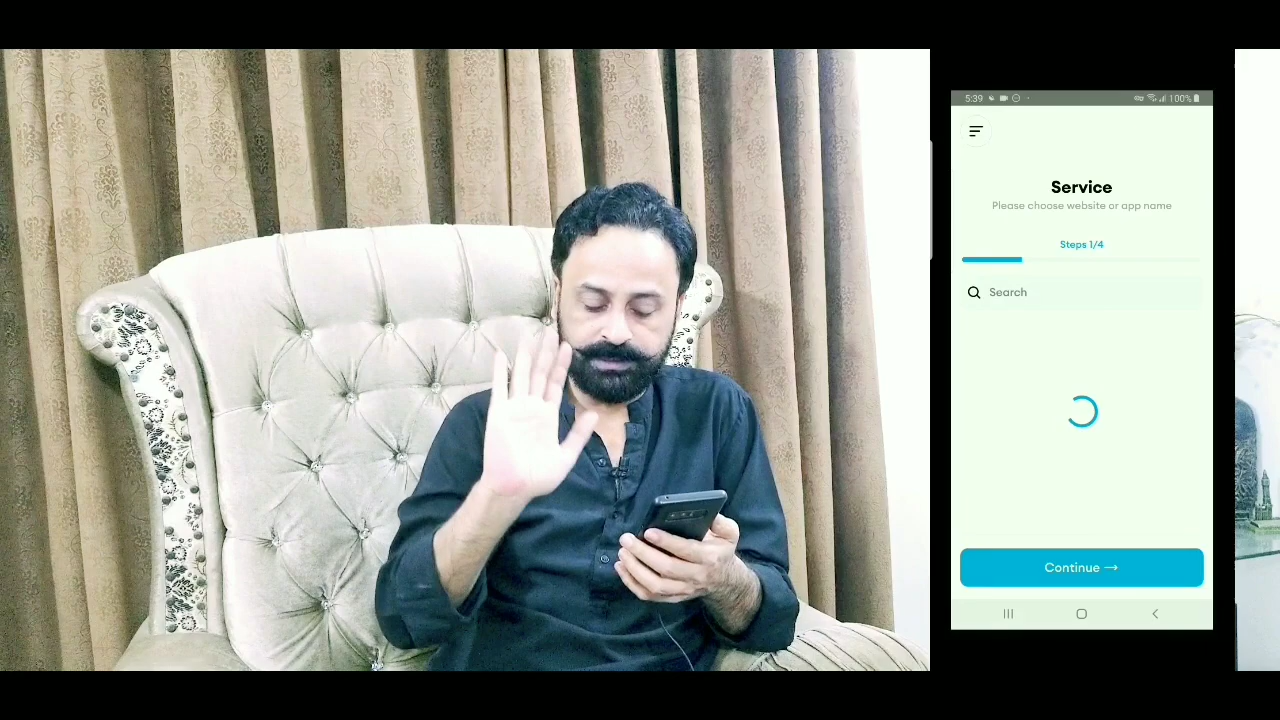 5:39
100%
Service
Please choose website or app name
Steps 1/4
Search
Continue →